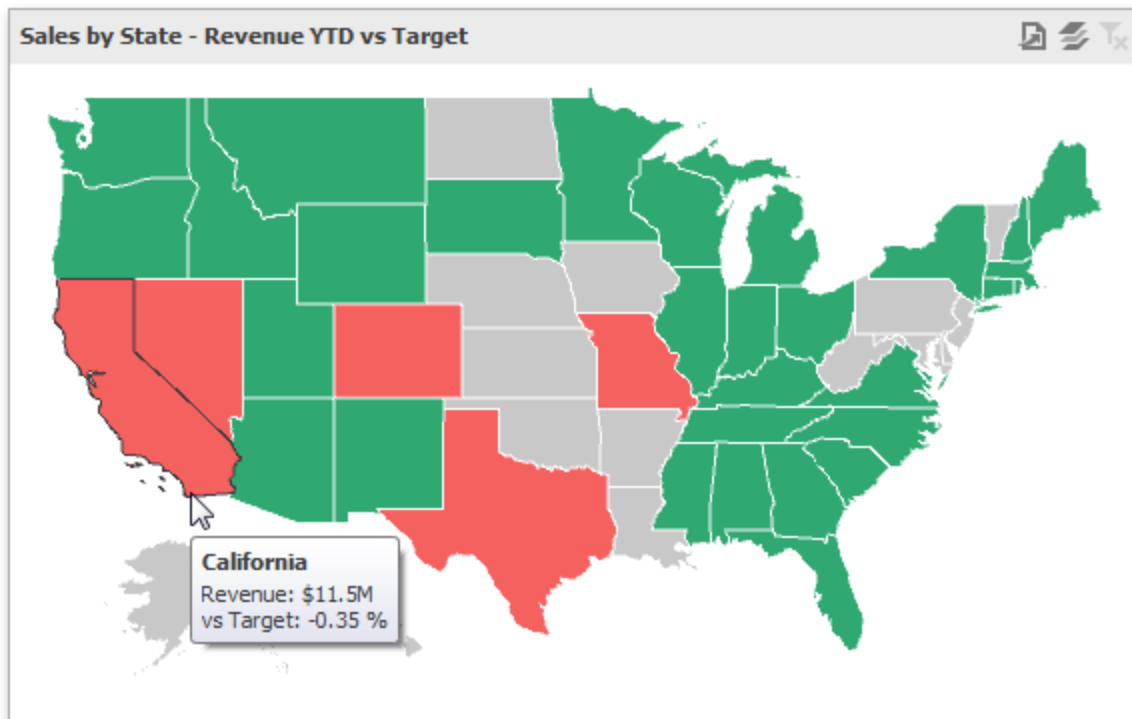 Sales by State - Revenue YTD vs Target
California
Revenue: $11.5M
vs Target: -0.35 %